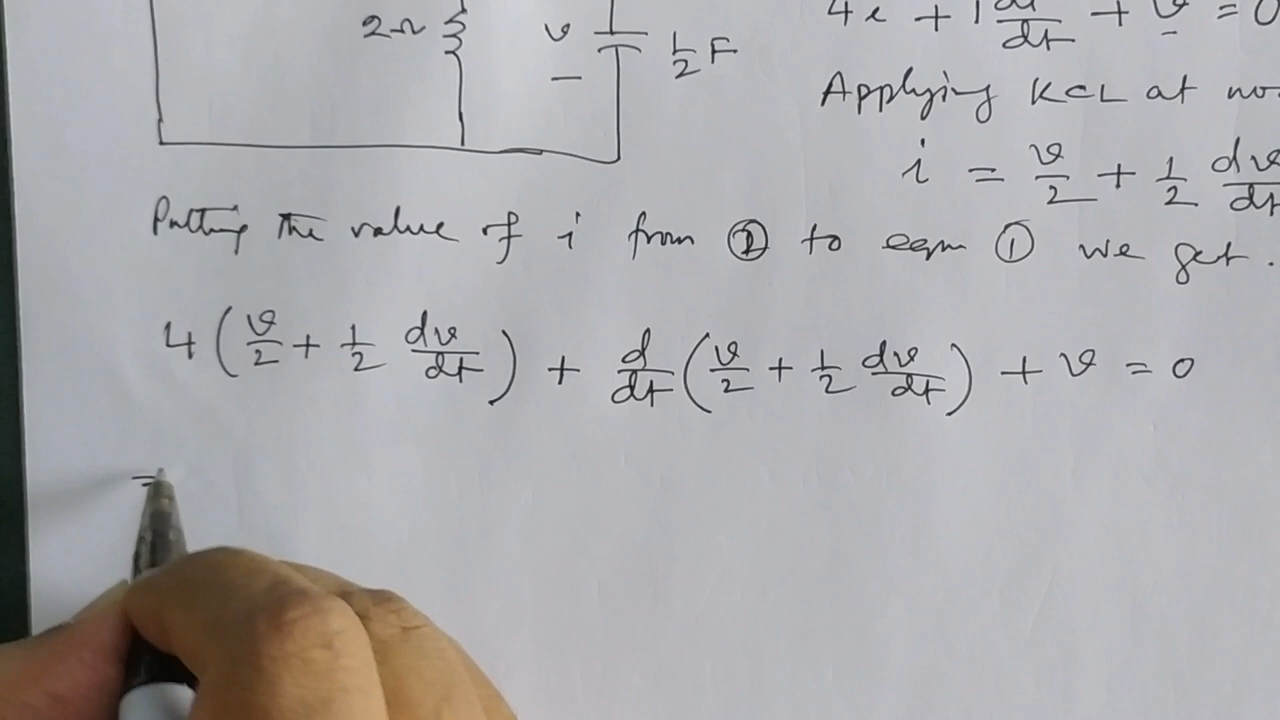 4i + 1 di/dt + v = 0
2Ω v − 1/2 F
Applying KCL at
i = v/2 + 1/2 dv/dt
Putting the value of i from ② to eqn ① we get.
4(v/2 + 1/2 dv/dt) + d/dt(v/2 + 1/2 dv/dt) + v = 0
=